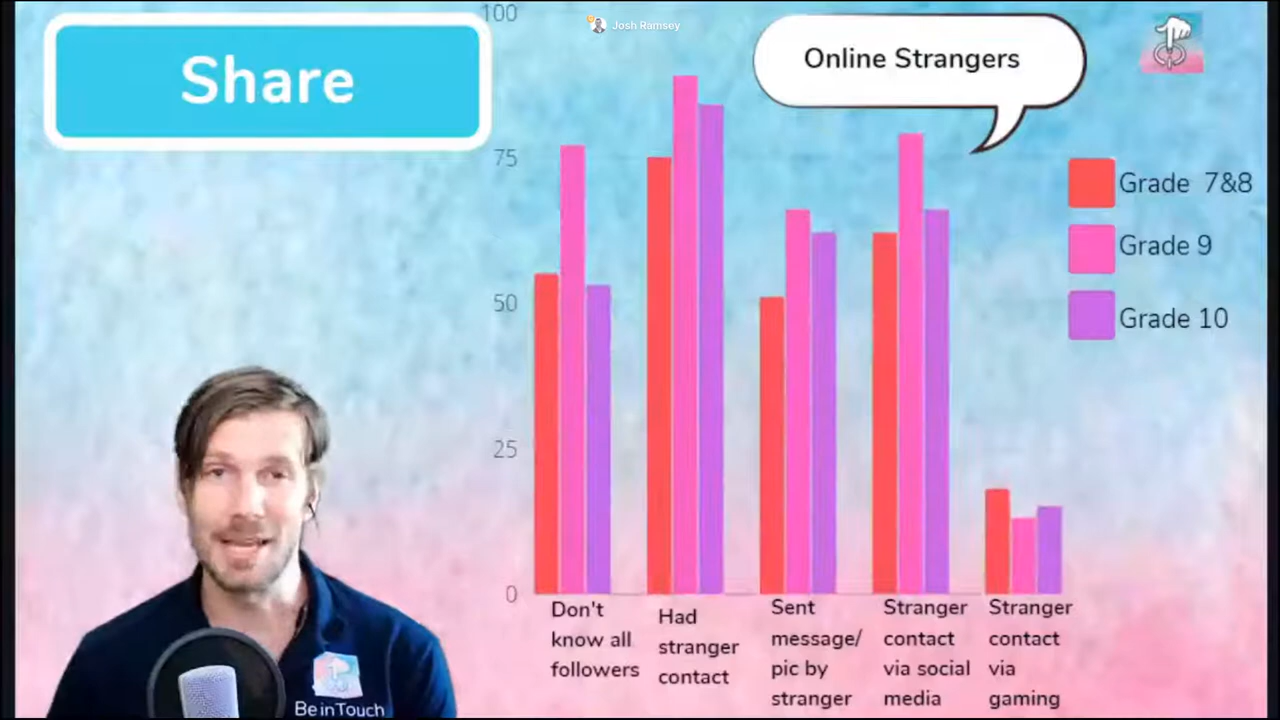 Josh Ramsey
Share
Online Strangers
100
75
50
25
0
Grade 7&8
Grade 9
Grade 10
Don't
know all
followers
Had
stranger
contact
Sent
message/
pic by
stranger
Stranger
contact
via social
media
Stranger
contact
via
gaming
BeinTouch